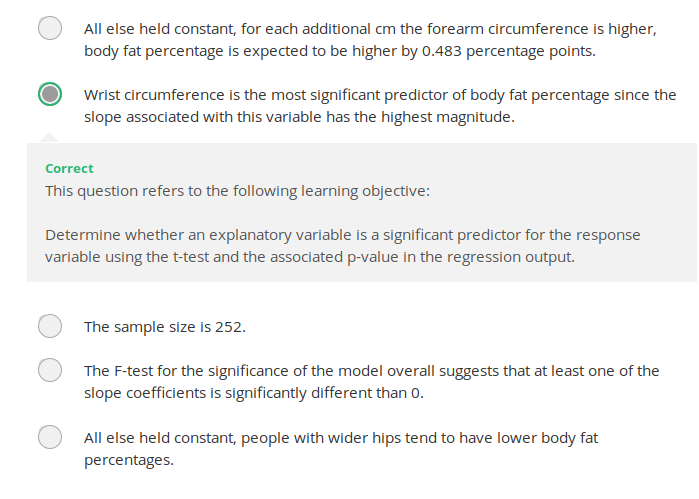 All else held constant, for each additional cm the forearm circumference is higher,
body fat percentage is expected to be higher by 0.483 percentage points.
Wrist circumference is the most significant predictor of body fat percentage since the
slope associated with this variable has the highest magnitude.
Correct
This question refers to the following learning objective:
Determine whether an explanatory variable is a significant predictor for the response
variable using the t-test and the associated p-value in the regression output.
The sample size is 252.
The F-test for the significance of the model overall suggests that at least one of the
slope coefficients is significantly different than 0.
All else held constant, people with wider hips tend to have lower body fat
percentages.